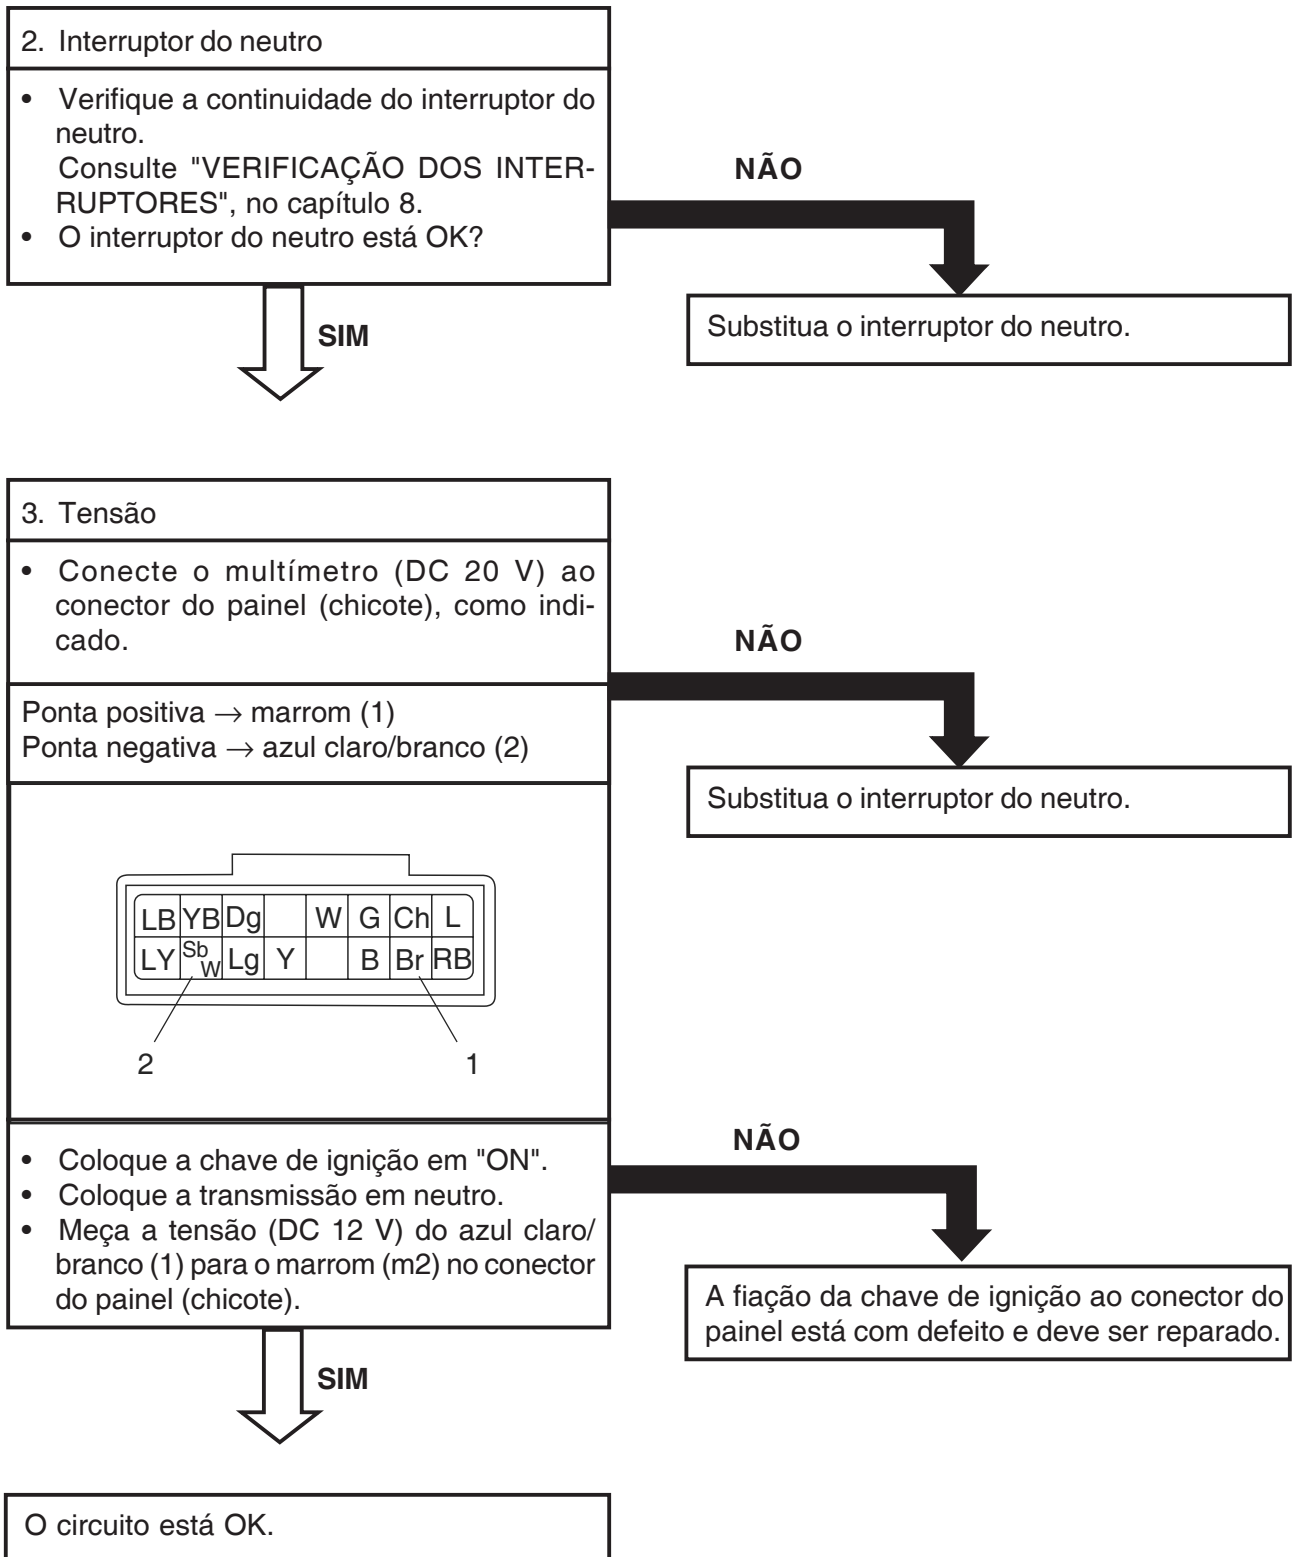 2. Interruptor do neutro
• Verifique a continuidade do interruptor do
neutro.
Consulte "VERIFICAÇÃO DOS INTER-
RUPTORES", no capítulo 8.
• O interruptor do neutro está OK?
NÃO
Substitua o interruptor do neutro.
SIM
3. Tensão
• Conecte o multímetro (DC 20 V) ao
conector do painel (chicote), como indi-
cado.
NÃO
Substitua o interruptor do neutro.
Ponta positiva → marrom (1)
Ponta negativa → azul claro/branco (2)
LB YB Dg W G Ch L
LY Sb W Lg Y B Br RB
2 1
• Coloque a chave de ignição em "ON".
• Coloque a transmissão em neutro.
• Meça a tensão (DC 12 V) do azul claro/
branco (1) para o marrom (m2) no conector
do painel (chicote).
NÃO
A fiação da chave de ignição ao conector do
painel está com defeito e deve ser reparado.
SIM
O circuito está OK.